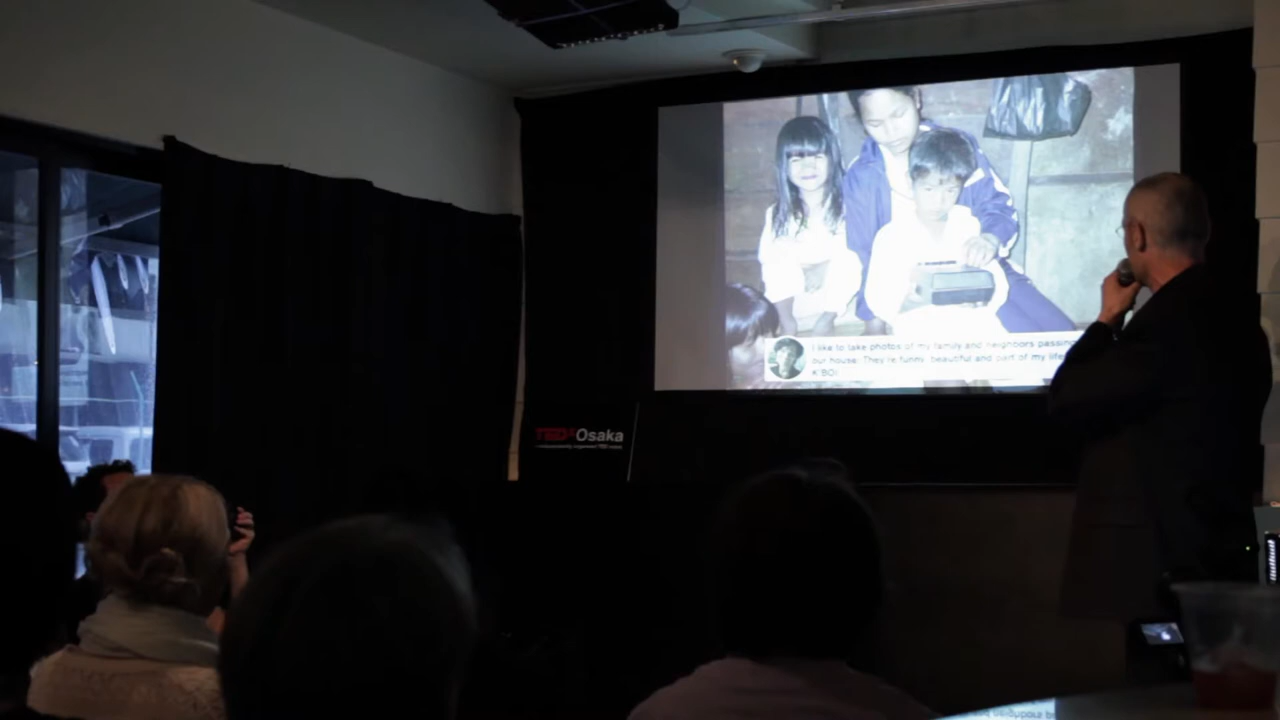 I like to take photos of my family and neighbors passing
our house. They're funny, beautiful and part of my life
K'BOI
TEDxOsaka